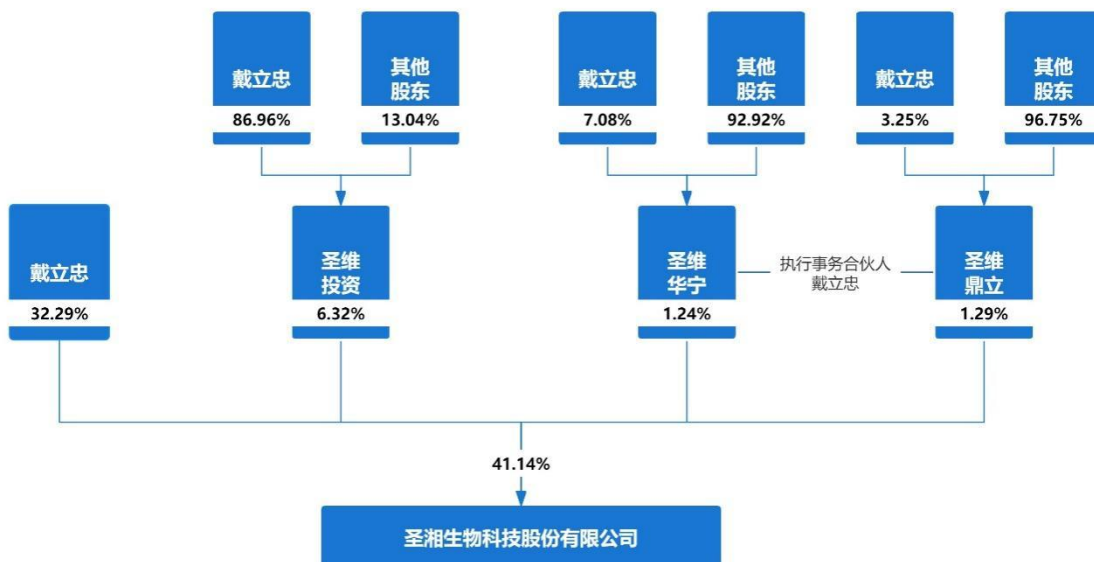 戴立忠
86.96%
其他
股东
13.04%
戴立忠
7.08%
其他
股东
92.92%
戴立忠
3.25%
其他
股东
96.75%
戴立忠
32.29%
圣维
投资
6.32%
圣维
华宁
1.24%
执行事务合伙人
戴立忠
圣维
鼎立
1.29%
41.14%
圣湘生物科技股份有限公司